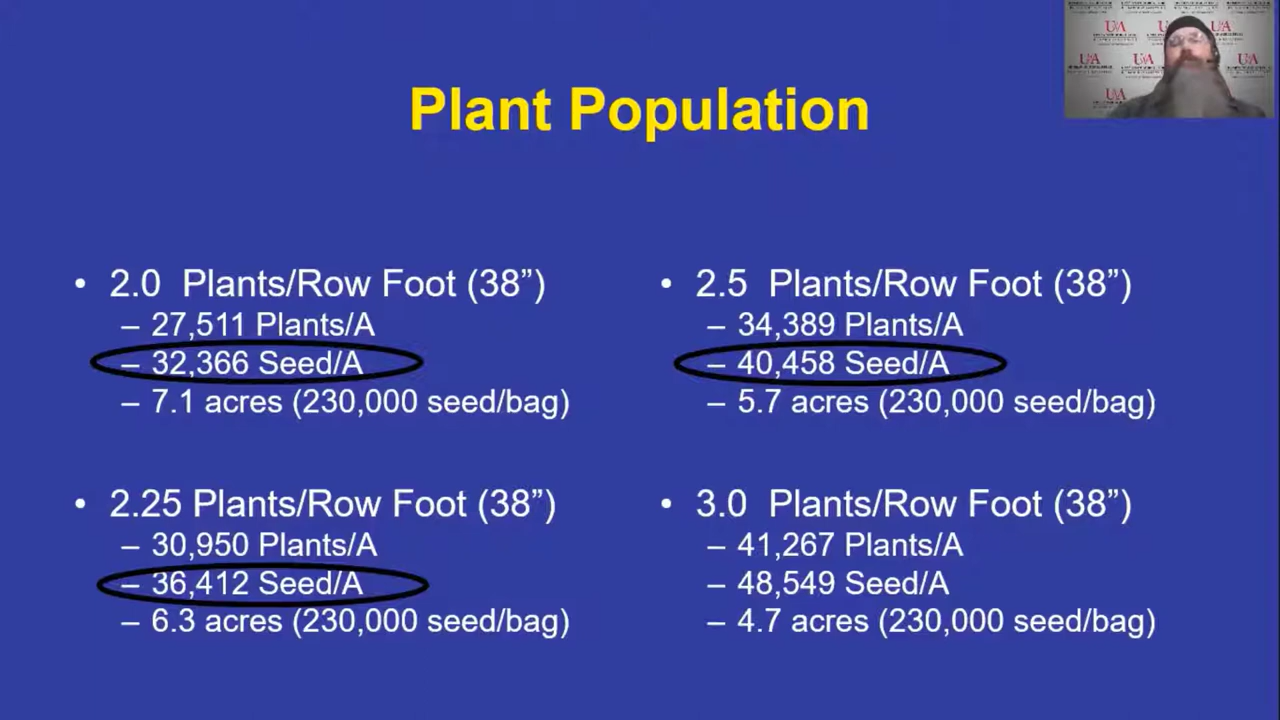 Plant Population
• 2.0 Plants/Row Foot (38”)
– 27,511 Plants/A
– 32,366 Seed/A
– 7.1 acres (230,000 seed/bag)
• 2.25 Plants/Row Foot (38”)
– 30,950 Plants/A
– 36,412 Seed/A
– 6.3 acres (230,000 seed/bag)
• 2.5 Plants/Row Foot (38”)
– 34,389 Plants/A
– 40,458 Seed/A
– 5.7 acres (230,000 seed/bag)
• 3.0 Plants/Row Foot (38”)
– 41,267 Plants/A
– 48,549 Seed/A
– 4.7 acres (230,000 seed/bag)